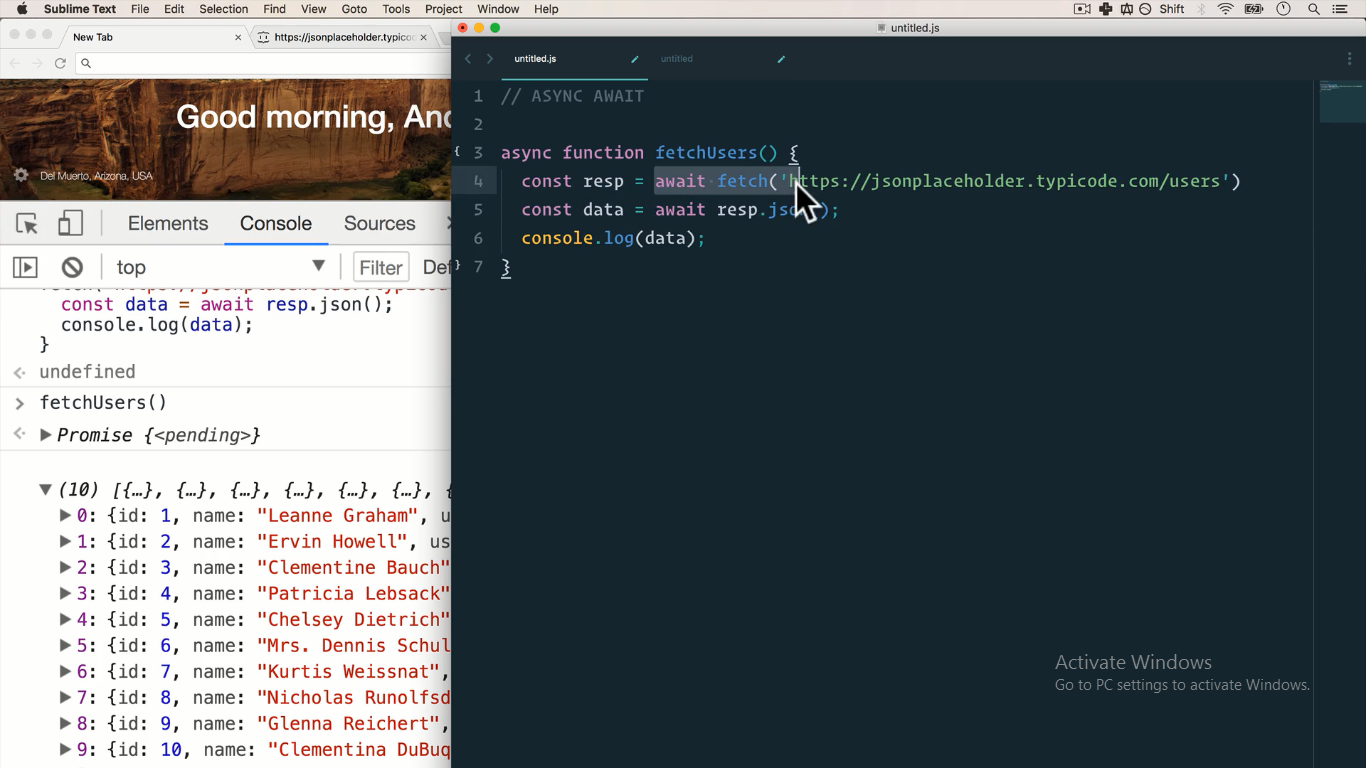 Sublime Text File Edit Selection Find View Goto Tools Project Window Help Shift
New Tab × https://jsonplaceholder.typico ×
untitled.js
Good morning, An
Del Muerto, Arizona, USA
untitled.js untitled
Elements Console Sources
top Filter Def
const data = await resp.json();
console.log(data);
}
undefined
fetchUsers()
Promise {<pending>}
(10) [{…}, {…}, {…}, {…}, {…}, {…}, {
0: {id: 1, name: "Leanne Graham", u
1: {id: 2, name: "Ervin Howell", us
2: {id: 3, name: "Clementine Bauch"
3: {id: 4, name: "Patricia Lebsack"
4: {id: 5, name: "Chelsey Dietrich"
5: {id: 6, name: "Mrs. Dennis Schul
6: {id: 7, name: "Kurtis Weissnat",
7: {id: 8, name: "Nicholas Runolfsd
8: {id: 9, name: "Glenna Reichert",
9: {id: 10, name: "Clementina DuBuq
1 // ASYNC AWAIT
2
3 async function fetchUsers() {
4 const resp = await fetch('https://jsonplaceholder.typicode.com/users')
5 const data = await resp.js );
6 console.log(data);
7 }
Activate Windows
Go to PC settings to activate Windows.